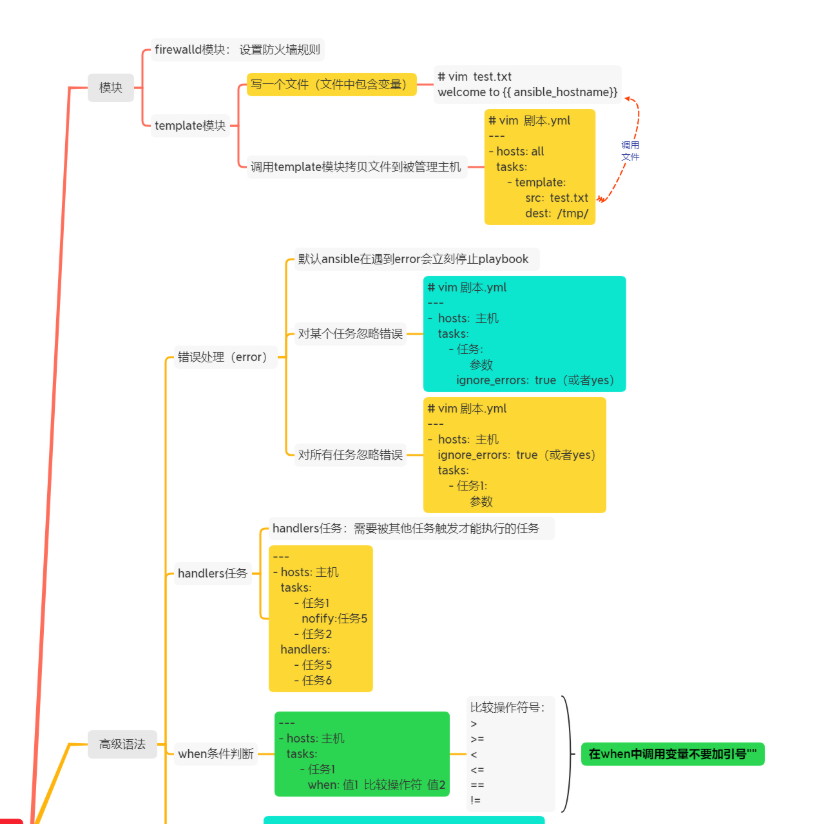 模块
firewalld模块： 设置防火墙规则
template模块
写一个文件（文件中包含变量）
# vim  test.txt
welcome to {{ ansible_hostname}}
调用template模块拷贝文件到被管理主机
# vim  剧本.yml
---
- hosts: all
tasks:
- template:
src:  test.txt
dest:  /tmp/
调用
文件
高级语法
错误处理（error）
默认ansible在遇到error会立刻停止playbook
对某个任务忽略错误
# vim 剧本.yml
---
-  hosts:  主机
tasks:
- 任务:
参数
ignore_errors:  true（或者yes）
对所有任务忽略错误
# vim 剧本.yml
---
-  hosts:  主机
ignore_errors:  true（或者yes）
tasks:
- 任务1:
参数
handlers任务
handlers任务：需要被其他任务触发才能执行的任务
---
- hosts: 主机
tasks:
- 任务1
nofify:任务5
- 任务2
handlers:
- 任务5
- 任务6
when条件判断
---
- hosts: 主机
tasks:
- 任务1
when: 值1  比较操作符  值2
比较操作符号：
>
>=
<
<=
==
!=
在when中调用变量不要加引号""